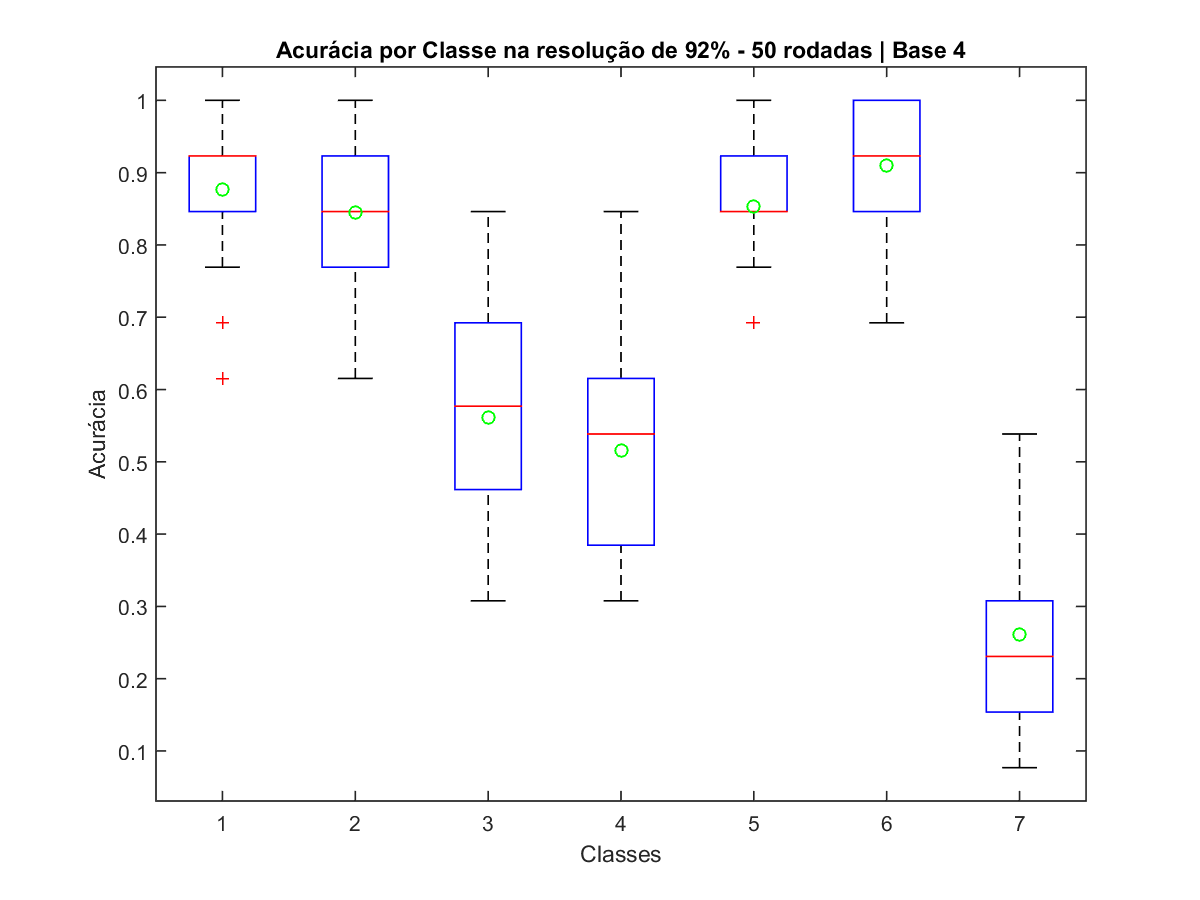 Acurácia por Classe na resolução de 92% - 50 rodadas | Base 4
1
0.9
0.8
0.7
0.6
0.5
0.4
0.3
0.2
0.1
Acurácia
1 2 3 4 5 6 7
Classes